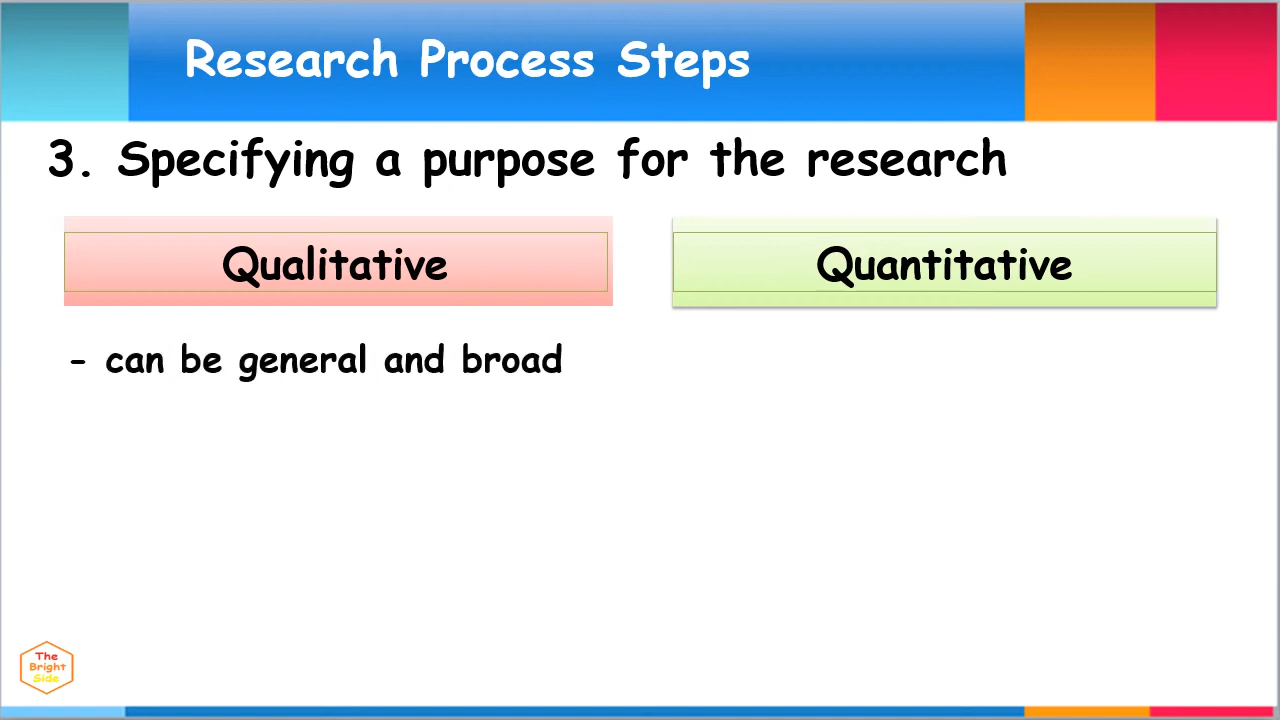 Research Process Steps
3. Specifying a purpose for the research
Qualitative
Quantitative
- can be general and broad
The
Bright
Side